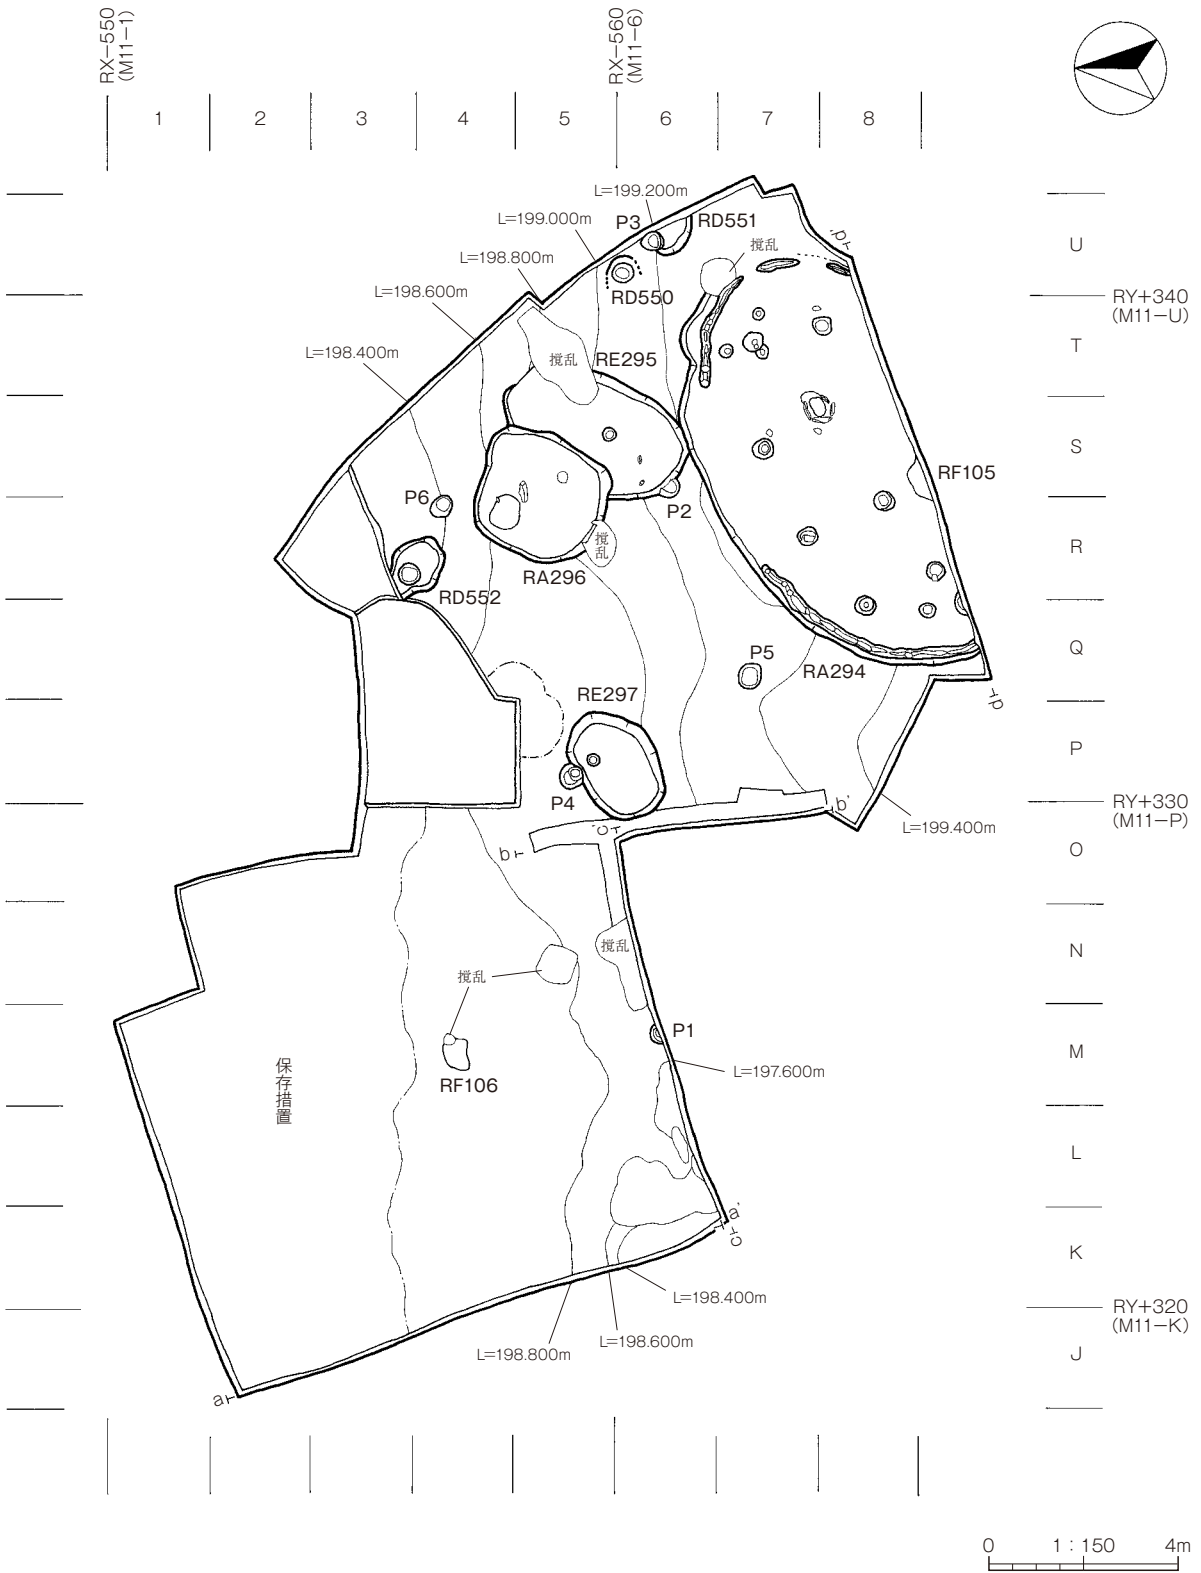 RX−550
(M11−1)
RX−560
(M11−6)
1
2
3
4
5
6
7
8
L=199.200m
P3
RD551
L=199.000m
撹乱
d'
U
L=198.800m
RD550
L=198.600m
RY+340
(M11−U)
L=198.400m
撹乱
RE295
T
S
RF105
P6
P2
撹乱
R
RA296
RD552
Q
P5
RA294
RE297
d
P
P4
RY+330
(M11−P)
b'
c'
L=199.400m
b
O
撹乱
N
撹乱
P1
M
保存措置
L=197.600m
RF106
L
a'
c
K
L=198.400m
RY+320
(M11−K)
L=198.600m
L=198.800m
J
a
0
1:150
4m